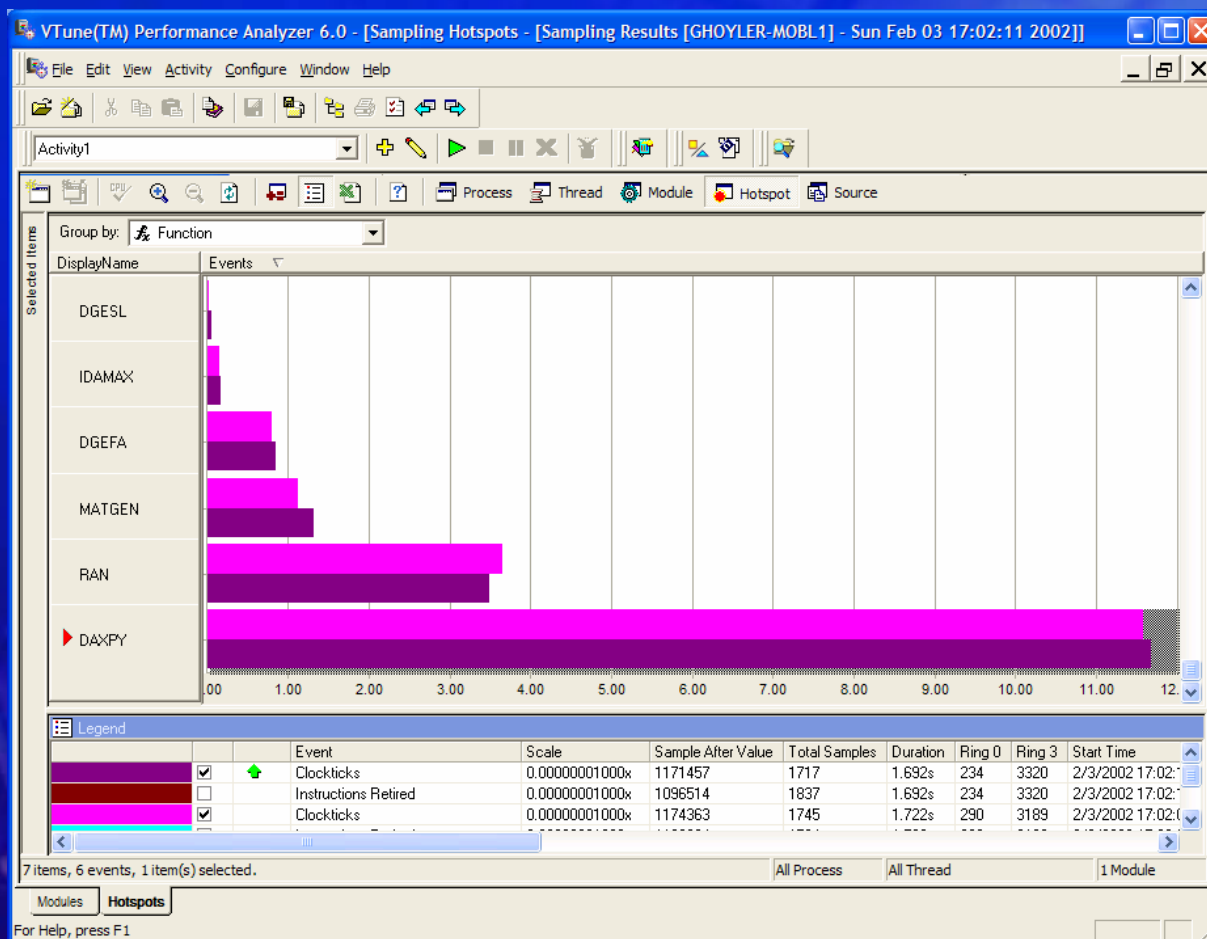 VTune(TM) Performance Analyzer 6.0 - [Sampling Hotspots - [Sampling Results [GHOYLER-MOBL1] - Sun Feb 03 17:02:11 2002]]
File Edit View Activity Configure Window Help
Activity1
Process Thread Module Hotspot Source
Selected Items
Group by: Function
DisplayName Events
DGESL
IDAMAX
DGEFA
MATGEN
RAN
DAXPY
.00 1.00 2.00 3.00 4.00 5.00 6.00 7.00 8.00 9.00 10.00 11.00 12.
Legend
Event Scale Sample After Value Total Samples Duration Ring 0 Ring 3 Start Time
Clockticks 0.00000001000x 1171457 1717 1.692s 234 3320 2/3/2002 17:02:
Instructions Retired 0.00000001000x 1096514 1837 1.692s 234 3320 2/3/2002 17:02:
Clockticks 0.00000001000x 1174363 1745 1.722s 290 3189 2/3/2002 17:02:
7 items, 6 events, 1 item(s) selected. All Process All Thread 1 Module
Modules Hotspots
For Help, press F1